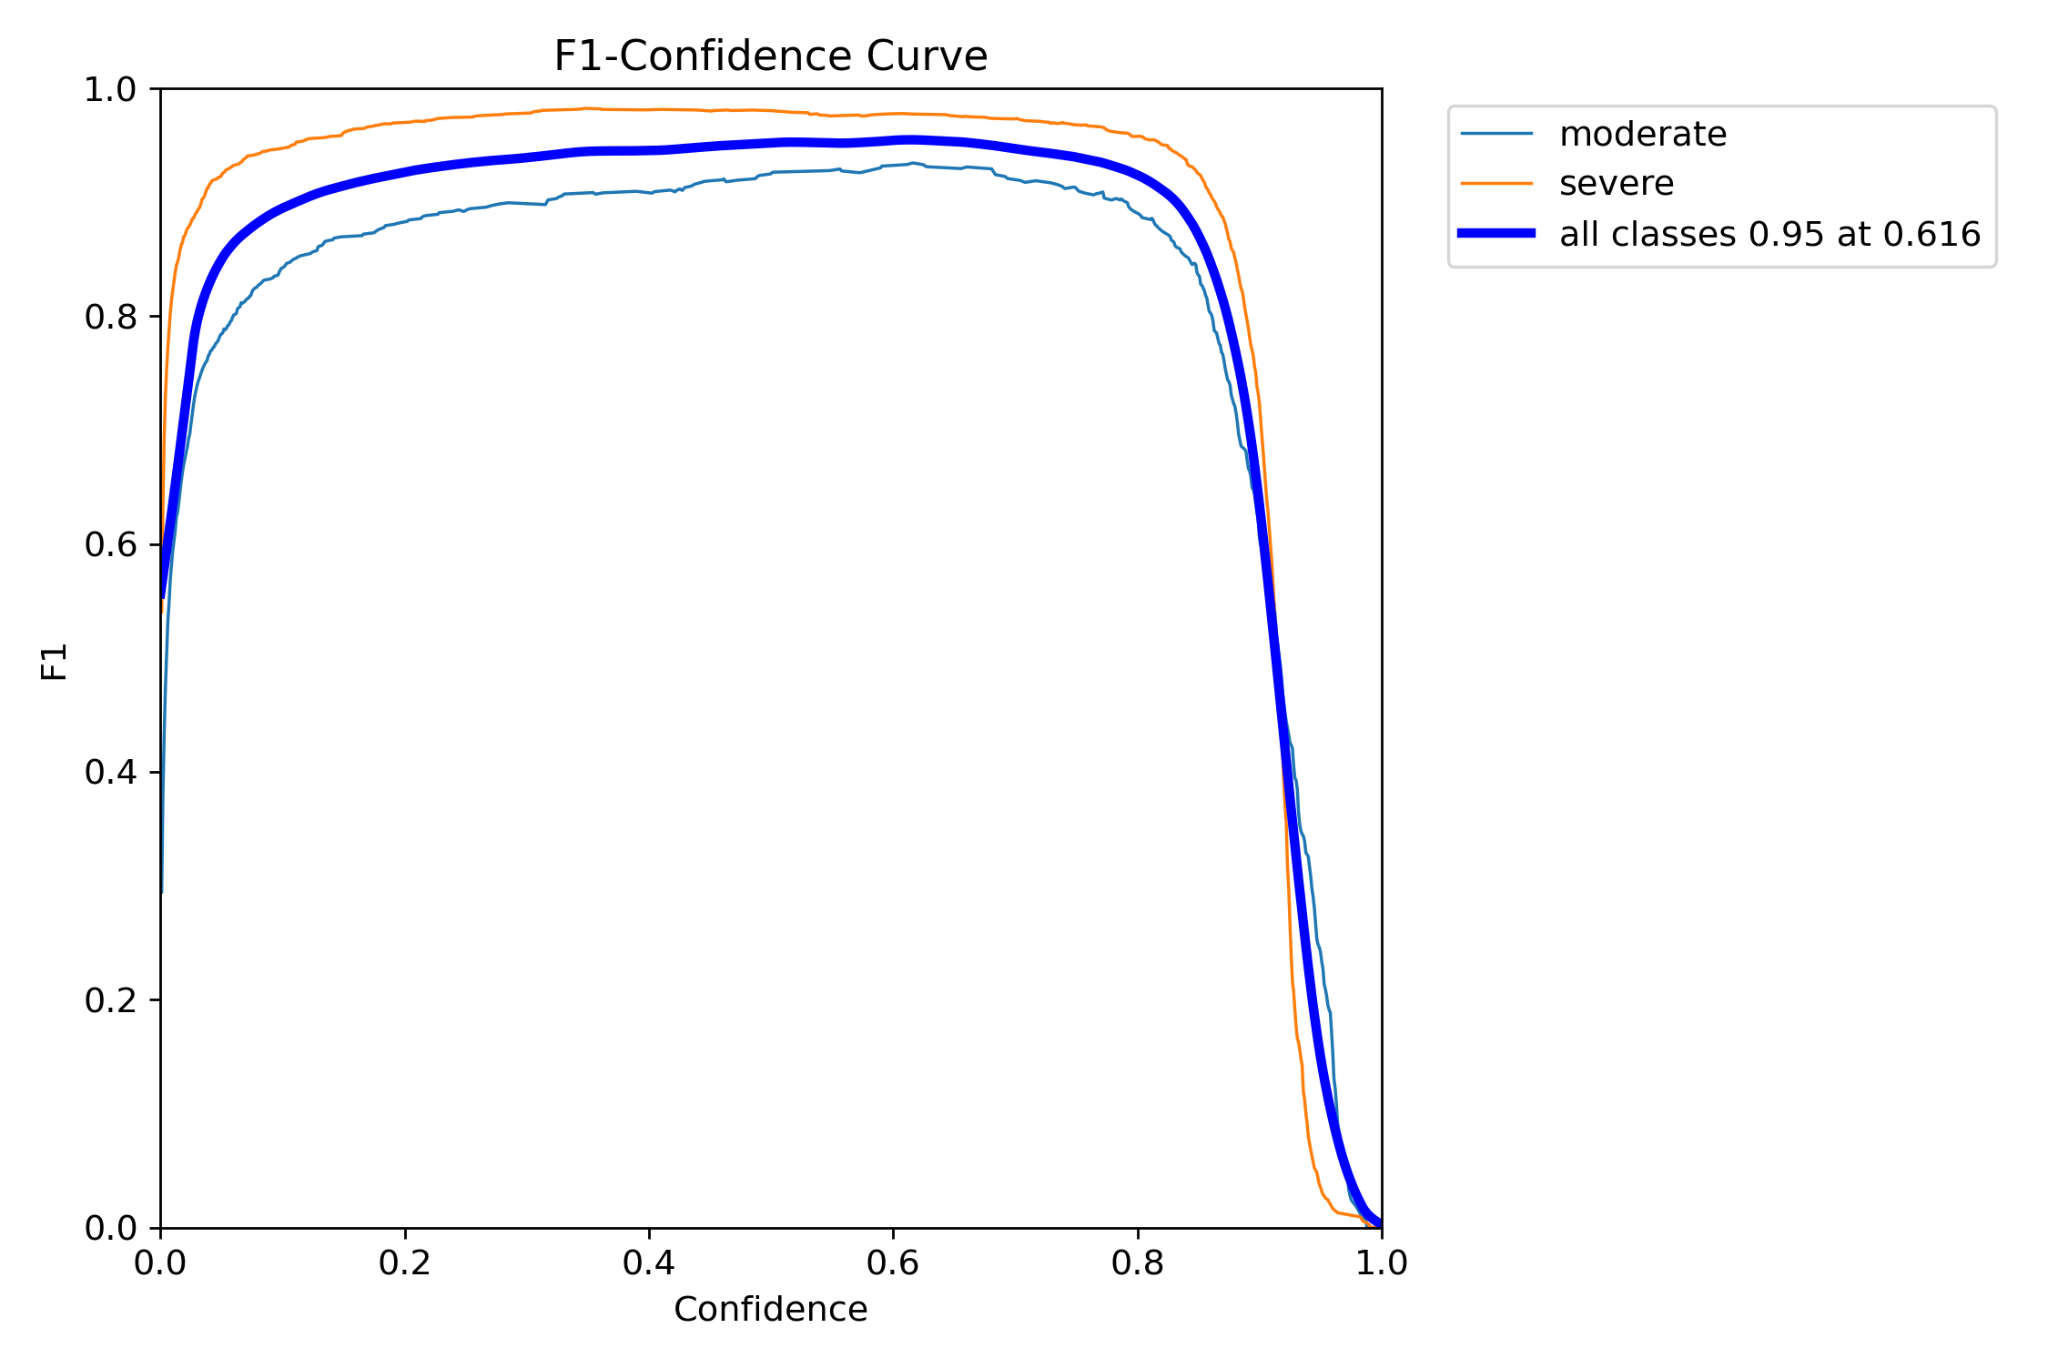 F1-Confidence Curve
1.0
0.8
0.6
0.4
0.2
0.0
F1
0.0 0.2 0.4 0.6 0.8 1.0
Confidence
moderate
severe
all classes 0.95 at 0.616